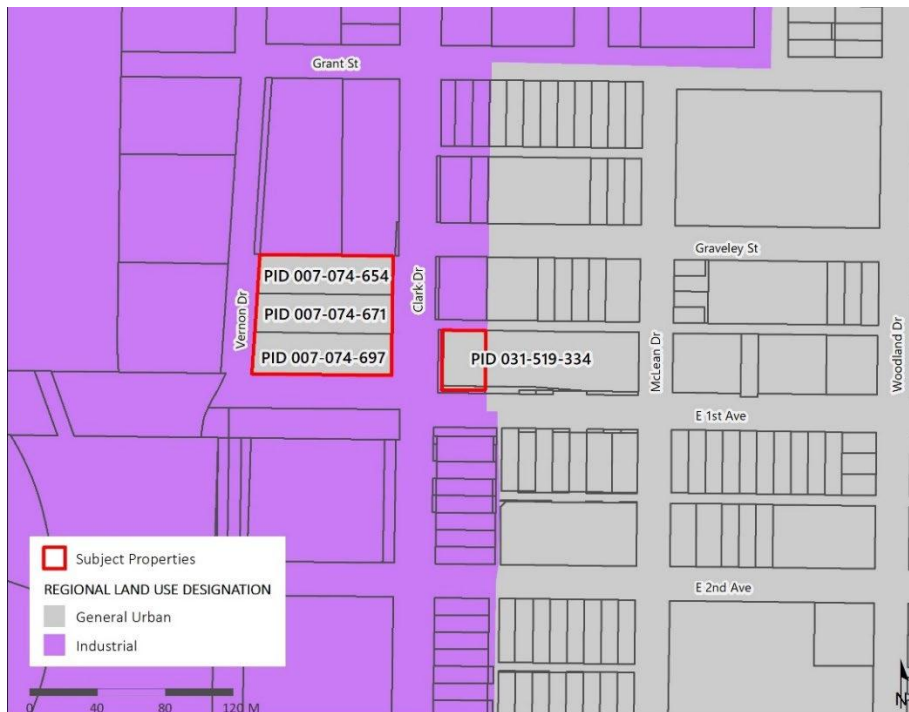 Grant St
Graveley St
PID 007-074-654
Clark Dr
PID 007-074-671
Vernon Dr
PID 007-074-697
PID 031-519-334
McLean Dr
Woodland Dr
E 1st Ave
Subject Properties
REGIONAL LAND USE DESIGNATION
General Urban
Industrial
E 2nd Ave
0 40 80 120 M
N